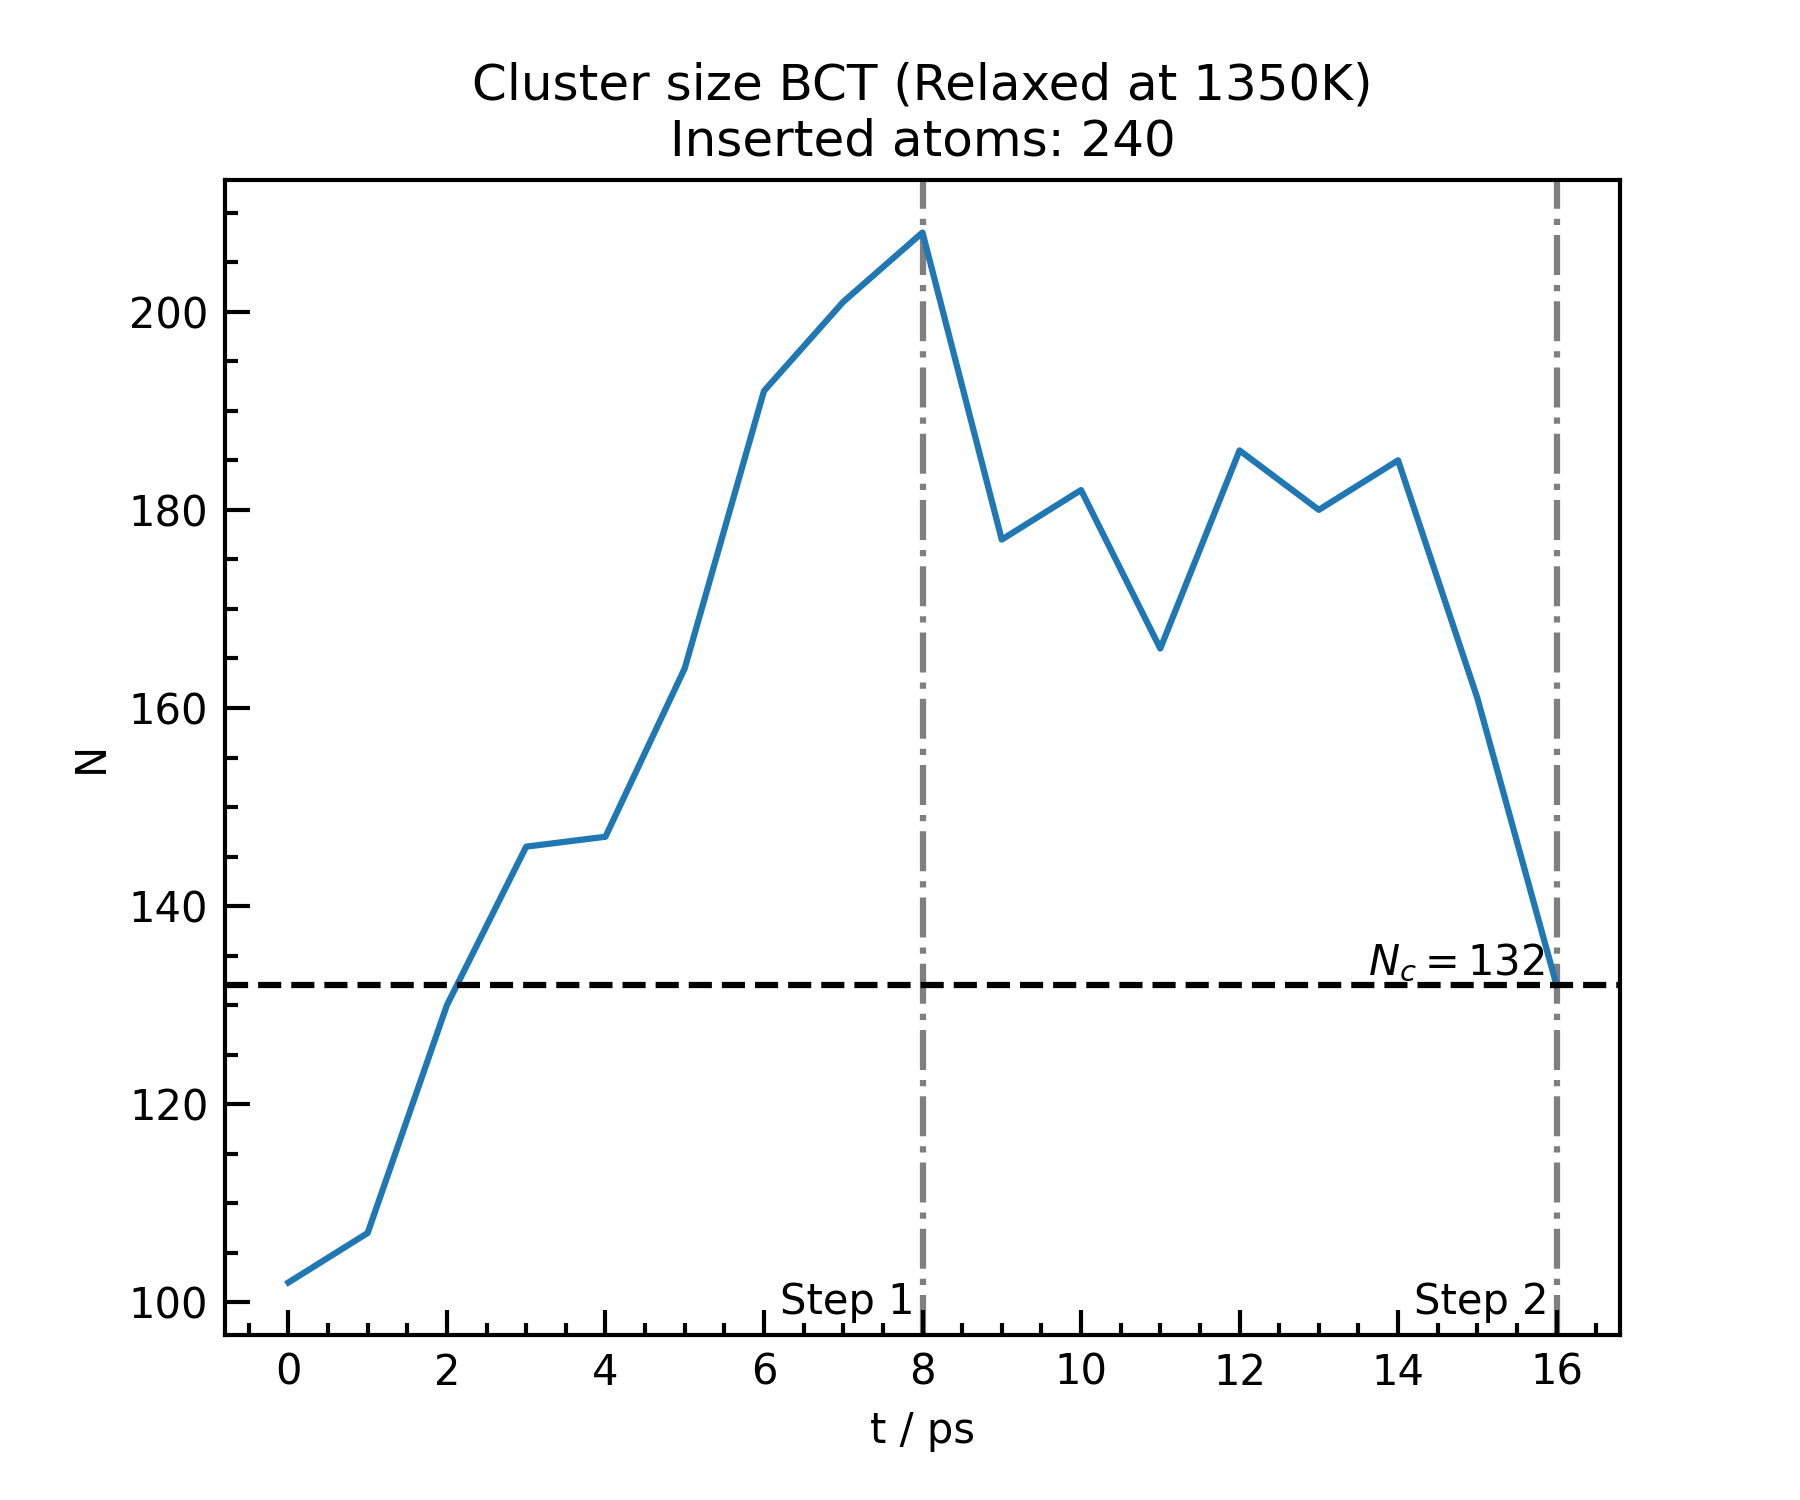 Cluster size BCT (Relaxed at 1350K)
Inserted atoms: 240
N
200
180
160
140
120
100
N_c = 132
Step 1
Step 2
0 2 4 6 8 10 12 14 16
t / ps